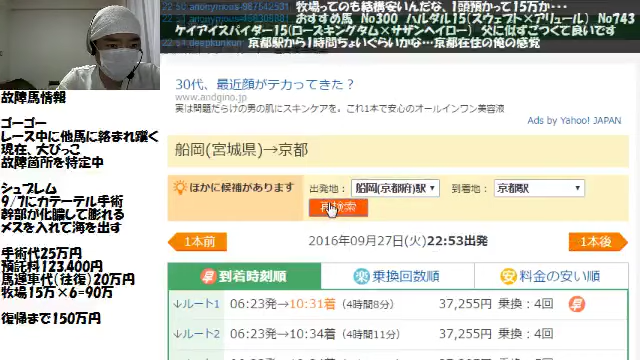 牧場ってのも結構キいんだな、1頭預かって15万か…
おすすめ馬 No300 ハルダル15(スウェプト×アリュール) No743
ケイアイスパイダー15(ローズキングダム×サザンヘイロー) 父に似ずごつくて良いです
京都駅から1時間ちょいぐらいかな…京都在住の俺の感覚
30代、最近顔がテカってきた?
www.andgino.jp
実は問題だらけの男の肌にスキンケアを。これ1本で安心のオールインワン美容液
Ads by Yahoo! JAPAN
故障馬情報
ゴーゴー
レース中に他馬に絡まれ躓く
現在、大びっこ
故障箇所を特定中
シュプレム
9/7にカテーテル手術
幹部が化膿して膨れる
メスを入れて海を出す
手術代25万円
預託料123,400円
馬運車代(往復)20万円
牧場15万×6=90万
復帰まで150万円
船岡(宮城県)→京都
ほかに候補があります
出発地: 船岡(京都府)駅
到着地: 京都駅
再検索
1本前
2016年09月27日(火)22:53出発
1本後
早 到着時刻順
楽 乗換回数順
安 料金の安い順
↓ルート1 06:23発→10:31着 (4時間8分) 37,255円 乗換:4回 早
↓ルート2 06:23発→10:34着 (4時間11分) 37,255円 乗換:4回